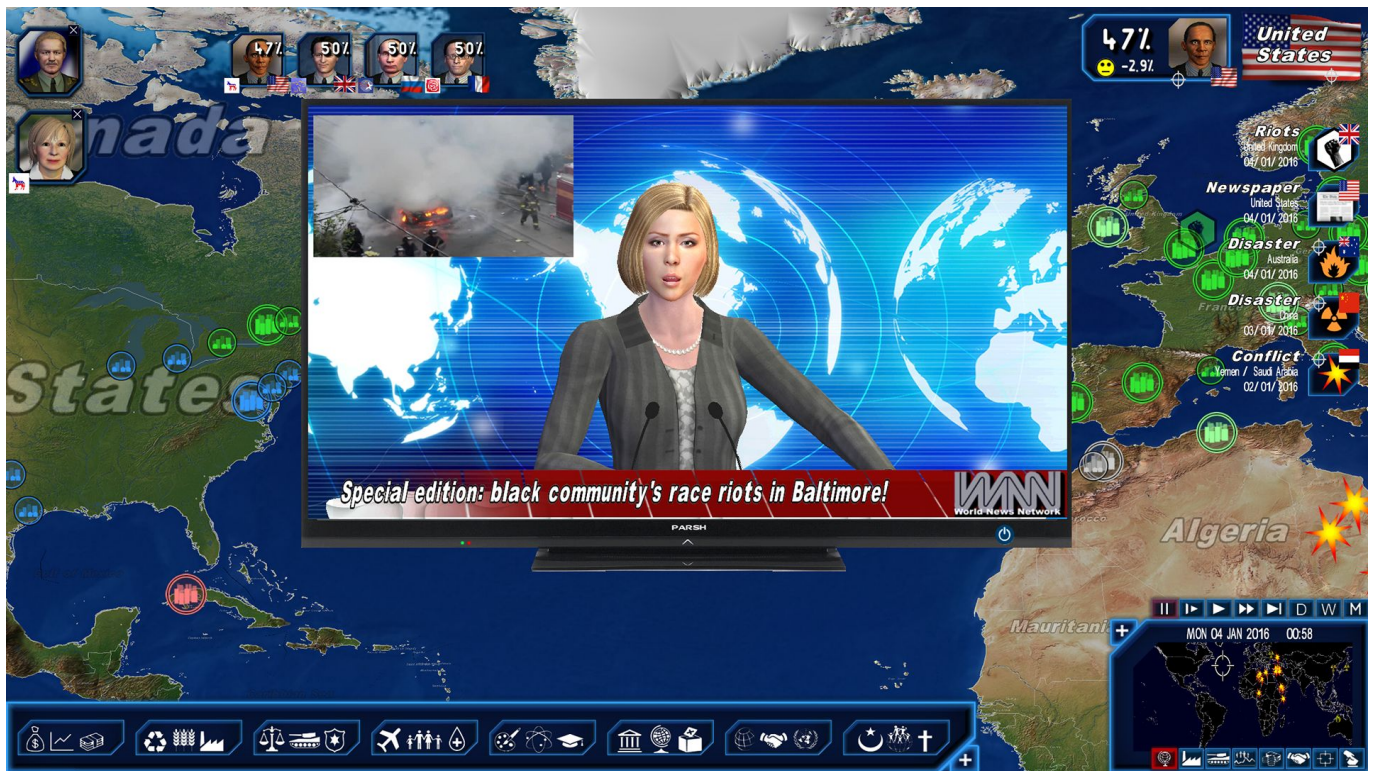 47%
50%
50%
50%
47%
-2,9%
United
States
Canada
Riots
United Kingdom
04/01/2016
Newspaper
United States
04/01/2016
Disaster
Australia
04/01/2016
Disaster
China
03/01/2016
France
Conflict
Yemen / Saudi Arabia
02/01/2016
States
Special edition: black community's race riots in Baltimore!
WNN
World News Network
PARSH
Algeria
Mauritania
D W M
MON 04 JAN 2016 00:58